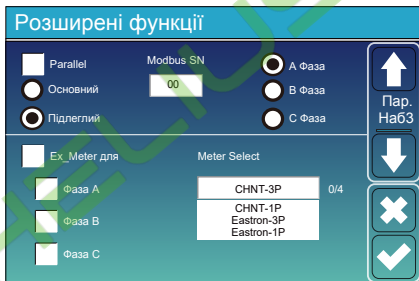 Розширені функції
Parallel
Modbus SN
00
А Фаза
Основний
В Фаза
Підлеглий
С Фаза
Пар.
Наб3
Ex_Meter для
Meter Select
Фаза А
CHNT-3P
0/4
CHNT-1P
Eastron-3P
Eastron-1P
Фаза В
Фаза С